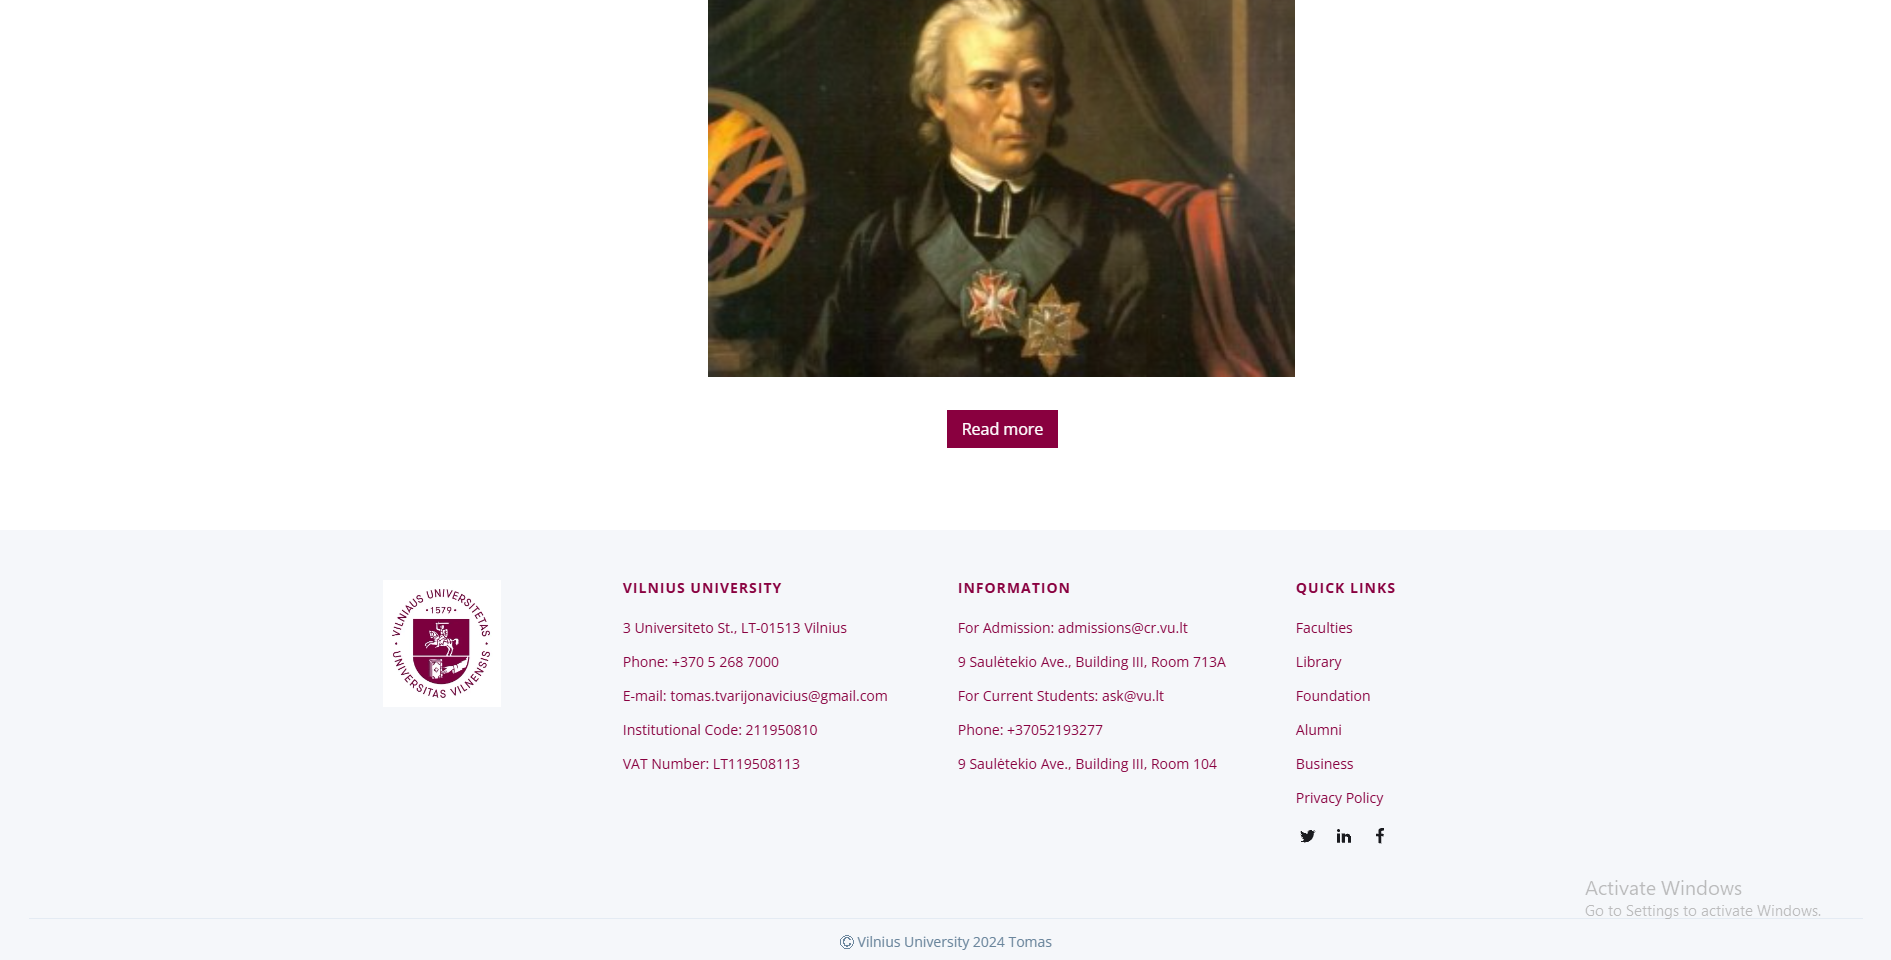 Read more
VILNIAUS UNIVERSITETAS
1579
UNIVERSITAS VILNENSIS
VILNIUS UNIVERSITY
3 Universiteto St., LT-01513 Vilnius
Phone: +370 5 268 7000
E-mail: tomas.tvarijonavicius@gmail.com
Institutional Code: 211950810
VAT Number: LT119508113
INFORMATION
For Admission: admissions@cr.vu.lt
9 Saulėtekio Ave., Building III, Room 713A
For Current Students: ask@vu.lt
Phone: +37052193277
9 Saulėtekio Ave., Building III, Room 104
QUICK LINKS
Faculties
Library
Foundation
Alumni
Business
Privacy Policy
Activate Windows
Go to Settings to activate Windows.
© Vilnius University 2024 Tomas